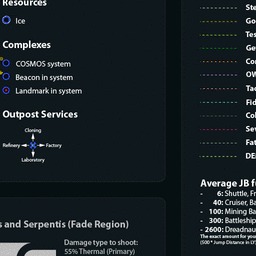 Resources
Ice
Complexes
COSMOS system
Beacon in system
Landmark in system
Outpost Services
Cloning
Refinery
Factory
Laboratory
s and Serpentis (Fade Region)
Damage type to shoot:
55% Thermal (Primary)
Ste
Go
Tes
Ge
Co
OW
Tac
Fid
Col
Sev
Fat
DE
Average JB f
- 6: Shuttle, Fr
- 40: Cruiser, Ba
- 100: Mining Ba
- 300: Battleship
- 2600: Dreadnau
The exact amount for your
(500 * Jump Distance in LY